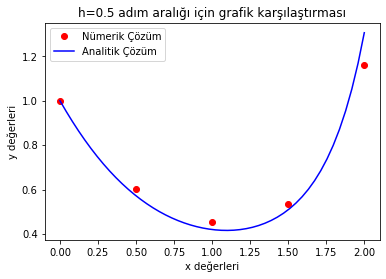 h=0.5 adım aralığı için grafik karşılaştırması
Nümerik Çözüm
Analitik Çözüm
y değerleri
1.2
1.0
0.8
0.6
0.4
0.00 0.25 0.50 0.75 1.00 1.25 1.50 1.75 2.00
x değerleri